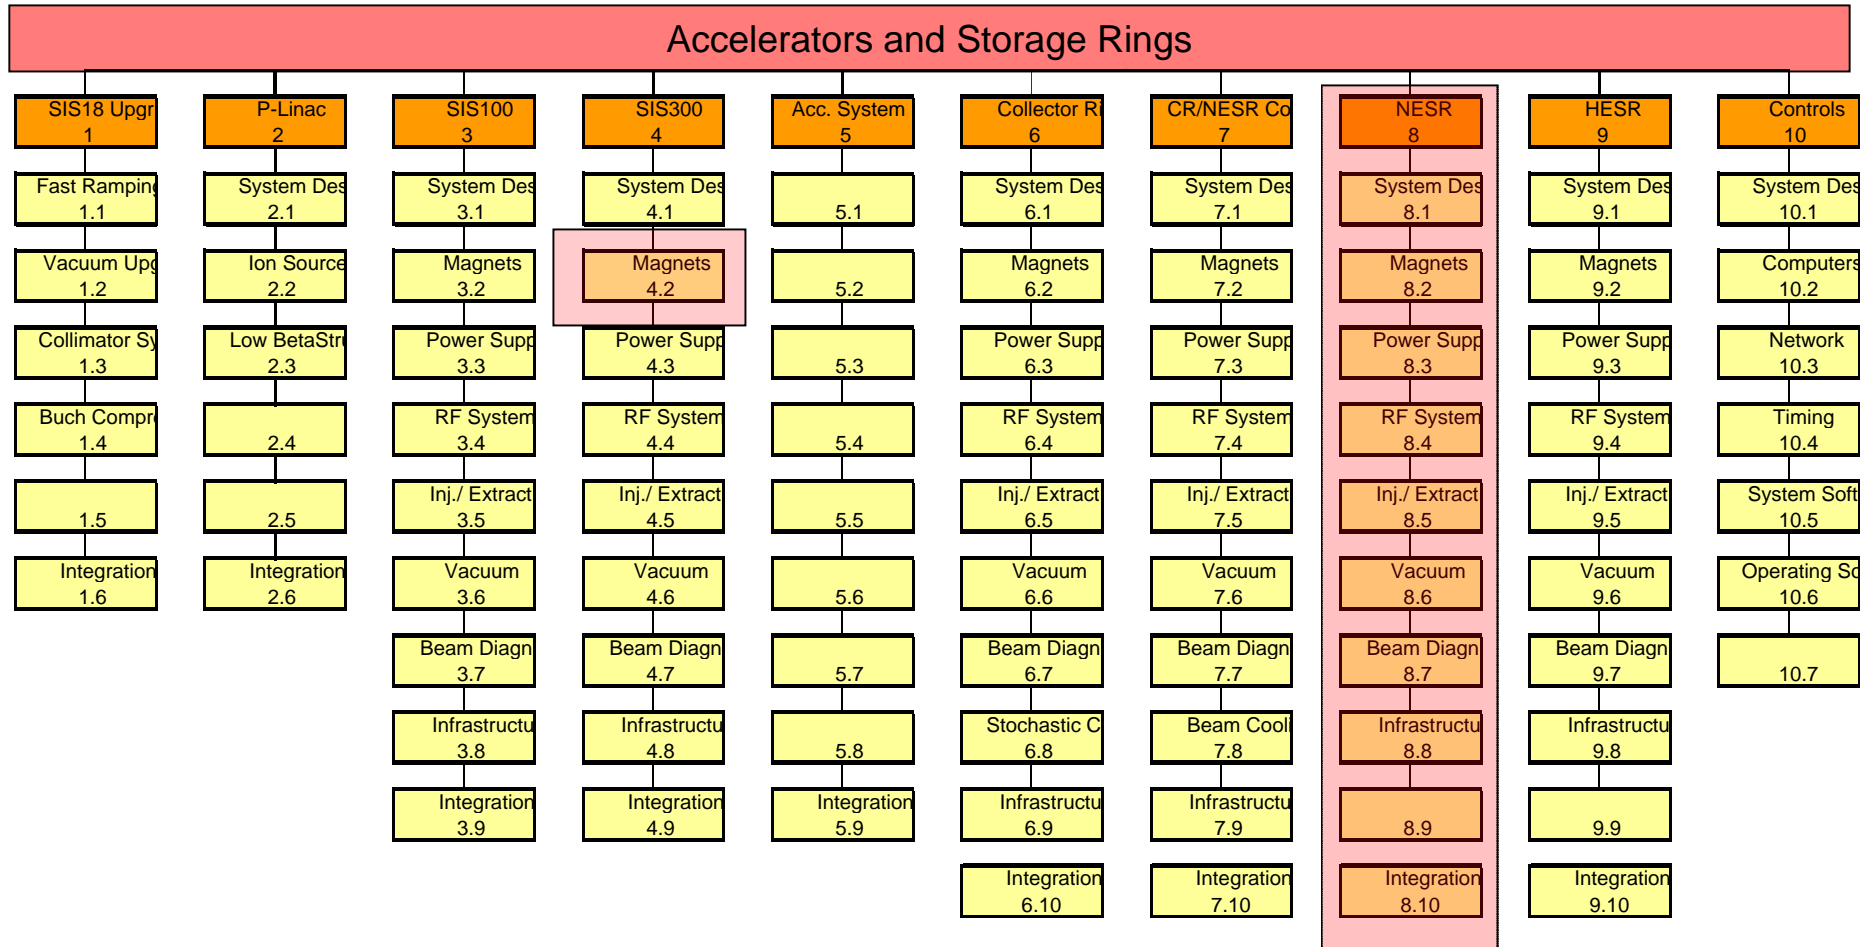 Accelerators and Storage Rings
SIS18 Upgr
1
P-Linac
2
SIS100
3
SIS300
4
Acc. System
5
Collector Ri
6
CR/NESR Co
7
NESR
8
HESR
9
Controls
10
Fast Ramping
1.1
System Des
2.1
System Des
3.1
System Des
4.1
5.1
System Des
6.1
System Des
7.1
System Des
8.1
System Des
9.1
System Des
10.1
Vacuum Upg
1.2
Ion Source
2.2
Magnets
3.2
Magnets
4.2
5.2
Magnets
6.2
Magnets
7.2
Magnets
8.2
Magnets
9.2
Computers
10.2
Collimator Sy
1.3
Low BetaStru
2.3
Power Supp
3.3
Power Supp
4.3
5.3
Power Supp
6.3
Power Supp
7.3
Power Supp
8.3
Power Supp
9.3
Network
10.3
Buch Compre
1.4
2.4
RF System
3.4
RF System
4.4
5.4
RF System
6.4
RF System
7.4
RF System
8.4
RF System
9.4
Timing
10.4
1.5
2.5
Inj./ Extract
3.5
Inj./ Extract
4.5
5.5
Inj./ Extract
6.5
Inj./ Extract
7.5
Inj./ Extract
8.5
Inj./ Extract
9.5
System Soft
10.5
Integration
1.6
Integration
2.6
Vacuum
3.6
Vacuum
4.6
5.6
Vacuum
6.6
Vacuum
7.6
Vacuum
8.6
Vacuum
9.6
Operating So
10.6
Beam Diagn
3.7
Beam Diagn
4.7
5.7
Beam Diagn
6.7
Beam Diagn
7.7
Beam Diagn
8.7
Beam Diagn
9.7
10.7
Infrastructu
3.8
Infrastructu
4.8
5.8
Stochastic C
6.8
Beam Cooli
7.8
Infrastructu
8.8
Infrastructu
9.8
Integration
3.9
Integration
4.9
Integration
5.9
Infrastructu
6.9
Infrastructu
7.9
8.9
9.9
Integration
6.10
Integration
7.10
Integration
8.10
Integration
9.10